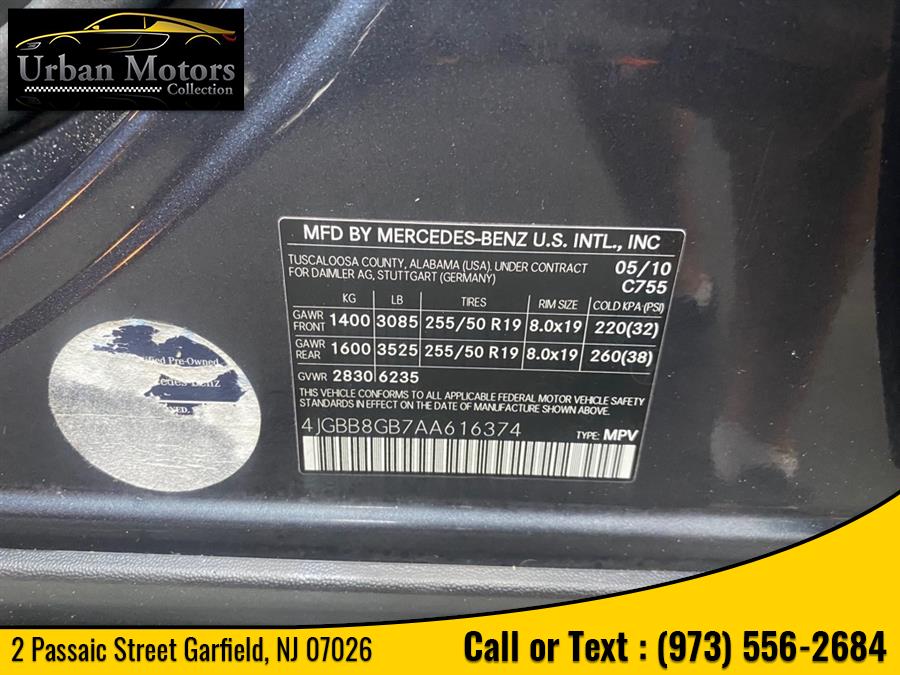 Urban Motors
Collection
MFD BY MERCEDES-BENZ U.S. INTL., INC
TUSCALOOSA COUNTY, ALABAMA (USA). UNDER CONTRACT 05/10
FOR DAIMLER AG, STUTTGART (GERMANY) C755
KG LB TIRES RIM SIZE COLD KPA (PSI)
GAWR FRONT 1400 3085 255/50 R19 8.0x19 220(32)
GAWR REAR 1600 3525 255/50 R19 8.0x19 260(38)
GVWR 2830 6235
THIS VEHICLE CONFORMS TO ALL APPLICABLE FEDERAL MOTOR VEHICLE SAFETY
STANDARDS IN EFFECT ON THE DATE OF MANUFACTURE SHOWN ABOVE.
4JGBB8GB7AA616374 TYPE: MPV
Pre-Owned
2 Passaic Street Garfield, NJ 07026
Call or Text : (973) 556-2684